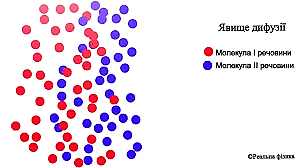 Явище дифузії
Молекула І речовини
Молекула ІІ речовини
©Реальна фізика